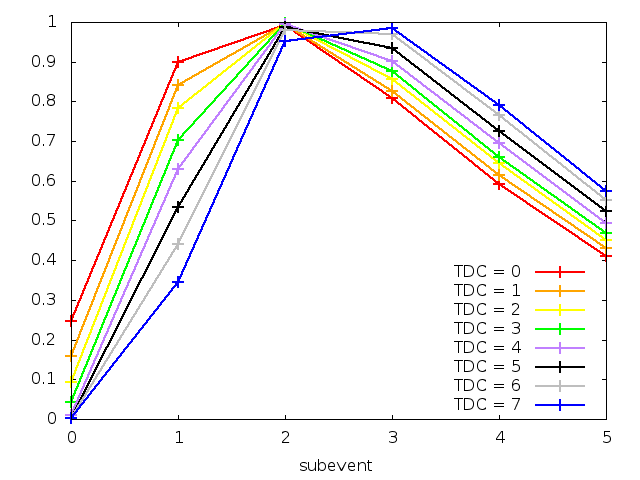 1
0.9
0.8
0.7
0.6
0.5
0.4
0.3
0.2
0.1
0
TDC = 0
TDC = 1
TDC = 2
TDC = 3
TDC = 4
TDC = 5
TDC = 6
TDC = 7
0 1 2 3 4 5
subevent